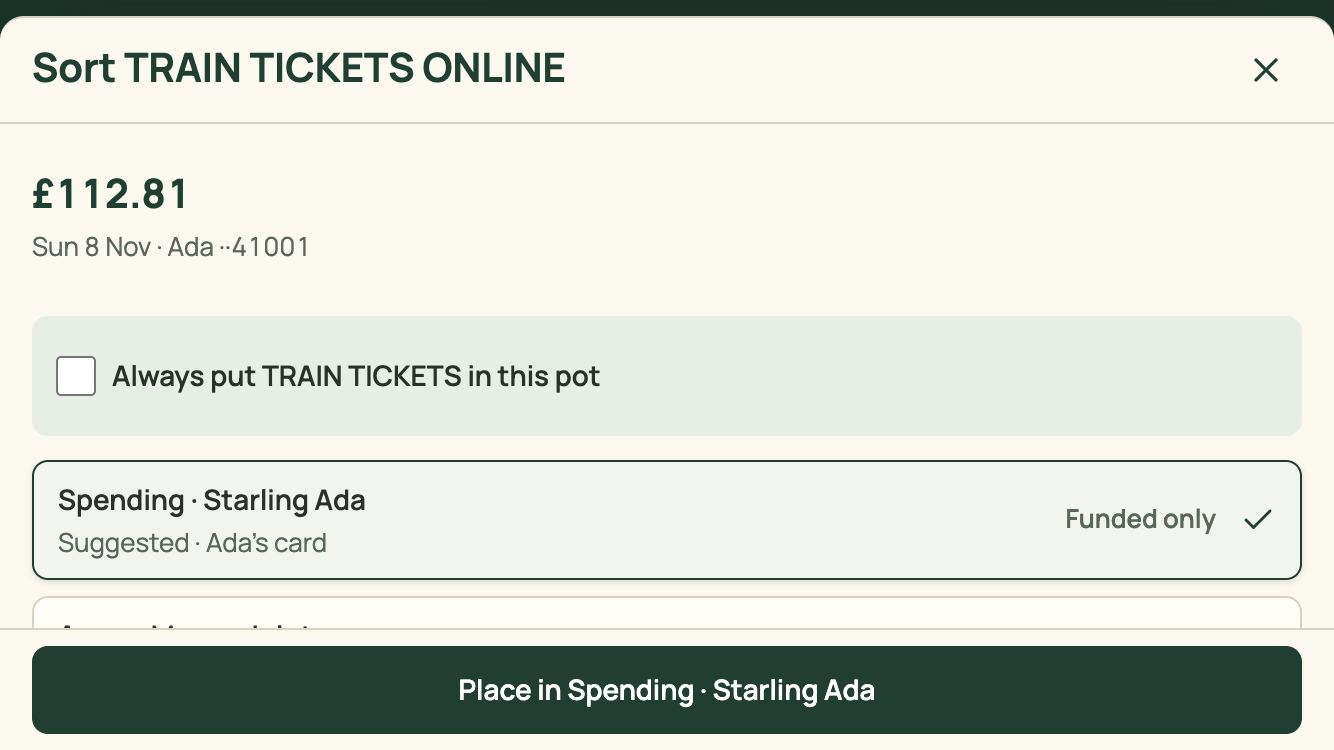 Sort TRAIN TICKETS ONLINE
£112.81
Sun 8 Nov · Ada ··41001
Always put TRAIN TICKETS in this pot
Spending · Starling Ada
Suggested · Ada’s card
Funded only
Place in Spending · Starling Ada